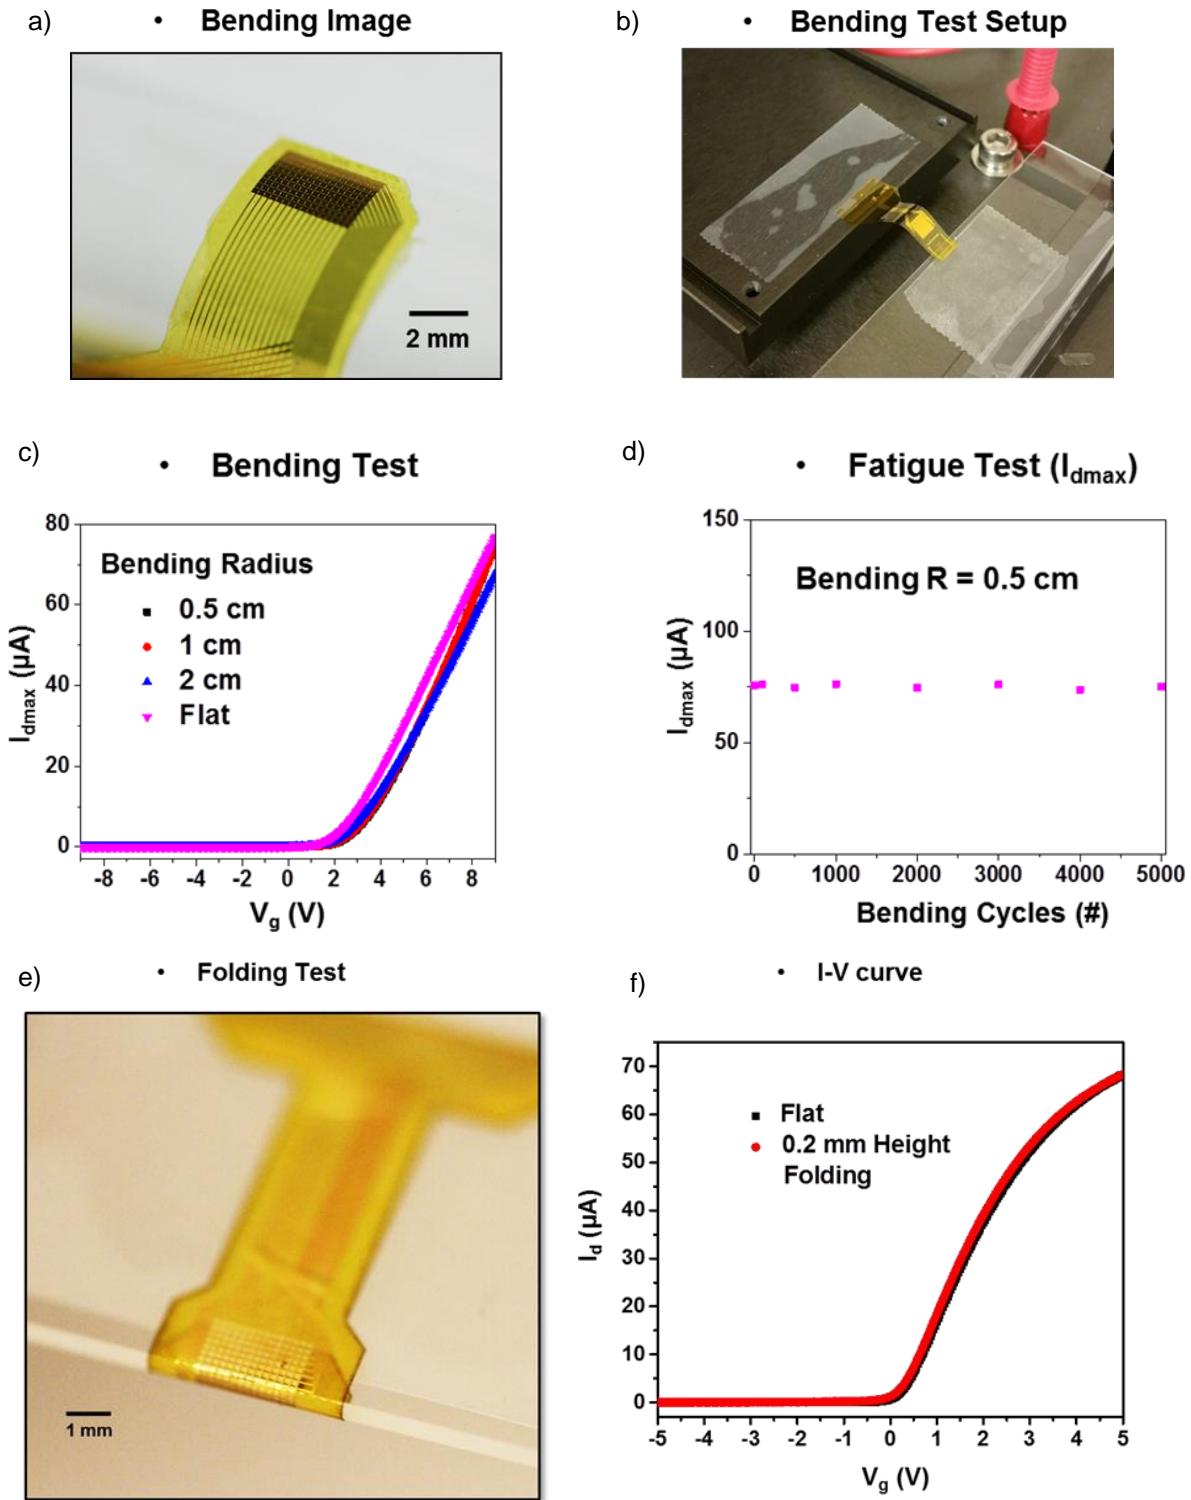 a)
• Bending Image
b)
• Bending Test Setup
2 mm
c)
• Bending Test
d)
• Fatigue Test (Idmax)
80
60
40
20
0
Idmax (µA)
Bending Radius
0.5 cm
1 cm
2 cm
Flat
-8 -6 -4 -2 0 2 4 6 8
Vg (V)
150
100
50
0
Idmax (µA)
Bending R = 0.5 cm
0 1000 2000 3000 4000 5000
Bending Cycles (#)
e)
• Folding Test
f)
• I-V curve
1 mm
70
60
50
40
30
20
10
0
Id (µA)
Flat
0.2 mm Height
Folding
-5 -4 -3 -2 -1 0 1 2 3 4 5
Vg (V)